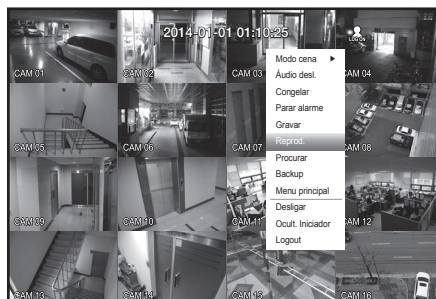 2014-01-01 01:10:25
LOG ON
CAM 01
CAM 02
CAM 03
CAM 04
Modo cena
Áudio desl.
Congelar
Parar alarme
Gravar
Reprod.
Procurar
Backup
Menu principal
Desligar
Ocult. Iniciador
Logout
CAM 05
CAM 06
CAM 07
CAM 08
CAM 09
CAM 10
CAM 11
CAM 12
CAM 13
CAM 14
CAM 15
CAM 16